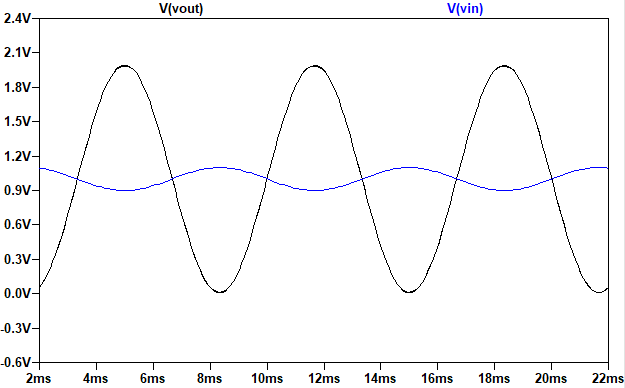 V(vout) V(vin)
2.4V
2.1V
1.8V
1.5V
1.2V
0.9V
0.6V
0.3V
0.0V
-0.3V
-0.6V
2ms 4ms 6ms 8ms 10ms 12ms 14ms 16ms 18ms 20ms 22ms